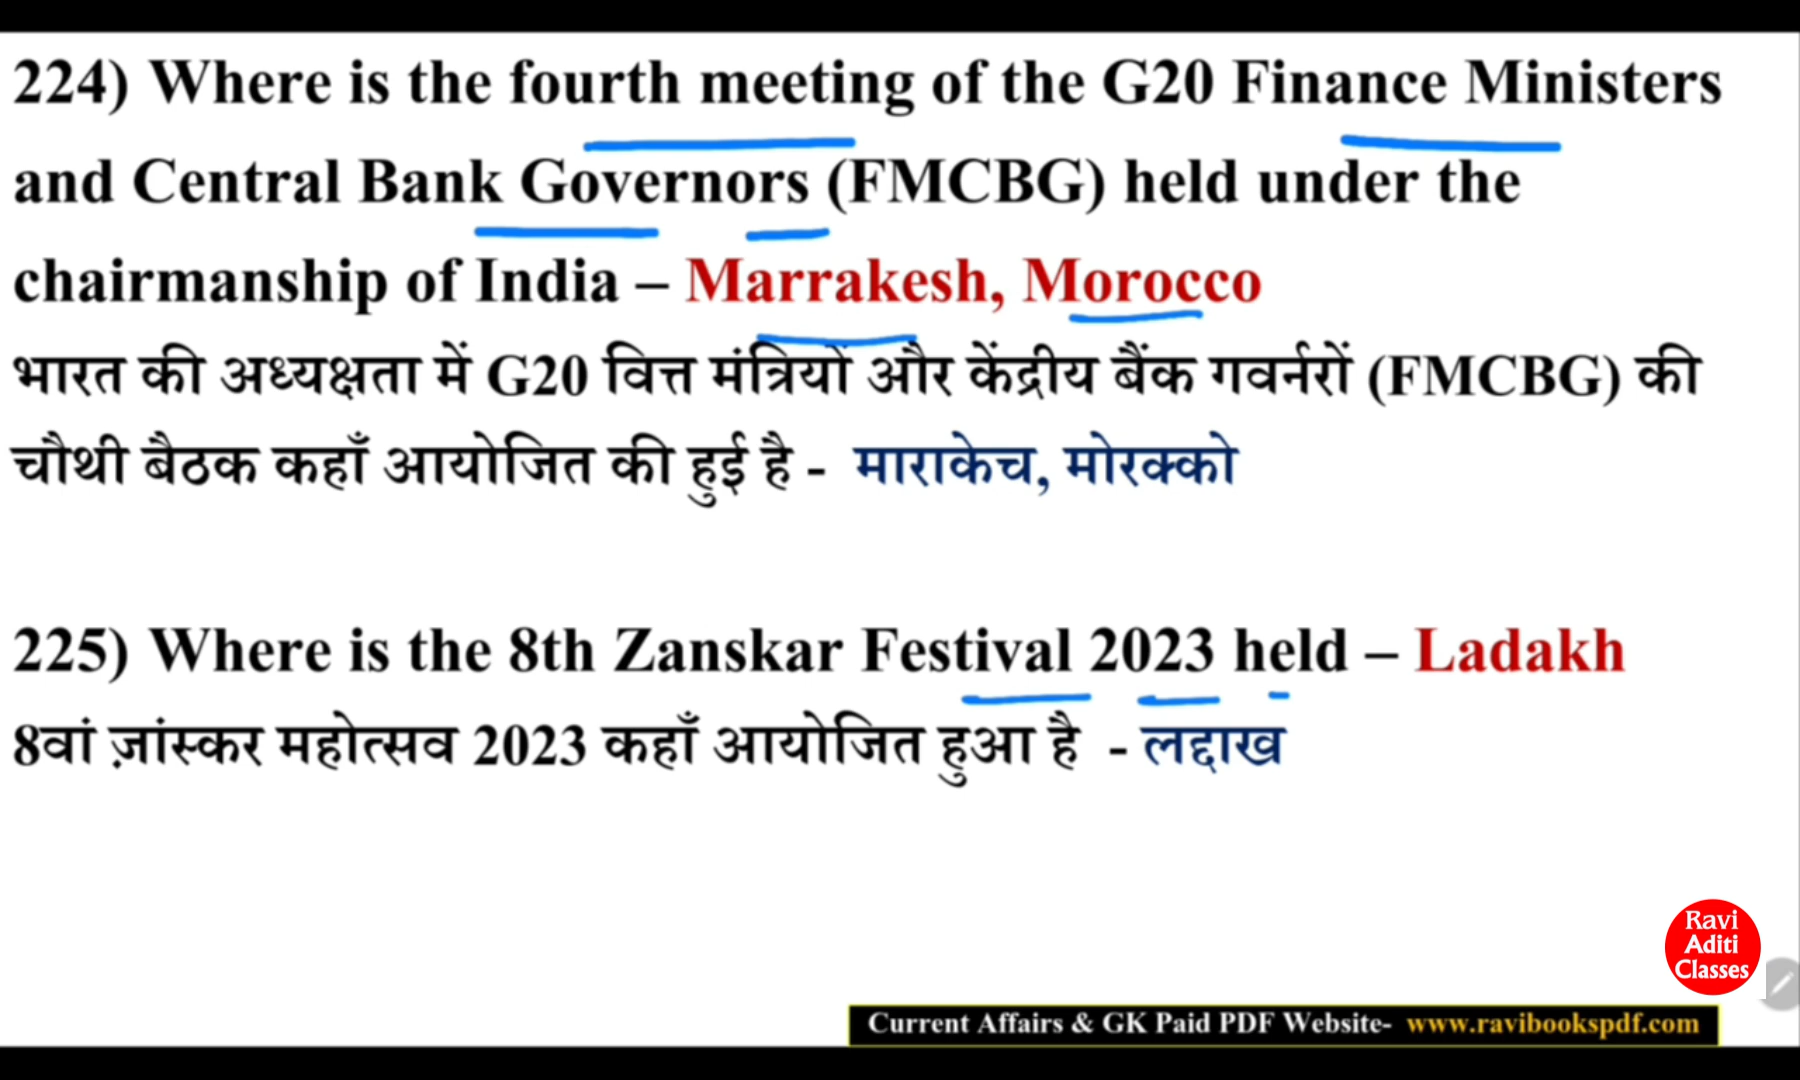 224) Where is the fourth meeting of the G20 Finance Ministers
and Central Bank Governors (FMCBG) held under the
chairmanship of India – Marrakesh, Morocco
भारत की अध्यक्षता में G20 वित्त मंत्रियों और केंद्रीय बैंक गवर्नरों (FMCBG) की
चौथी बैठक कहाँ आयोजित की हुई है - माराकेच, मोरक्को
225) Where is the 8th Zanskar Festival 2023 held – Ladakh
8वां ज़ांस्कर महोत्सव 2023 कहाँ आयोजित हुआ है - लद्दाख
Ravi
Aditi
Classes
Current Affairs & GK Paid PDF Website- www.ravibookspdf.com